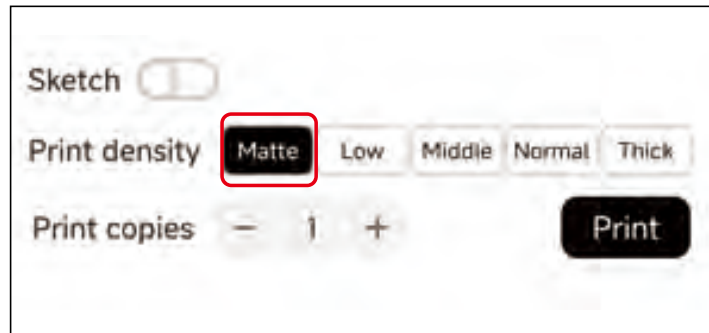 Sketch
Print density Matte Low Middle Normal Thick
Print copies − 1 + Print